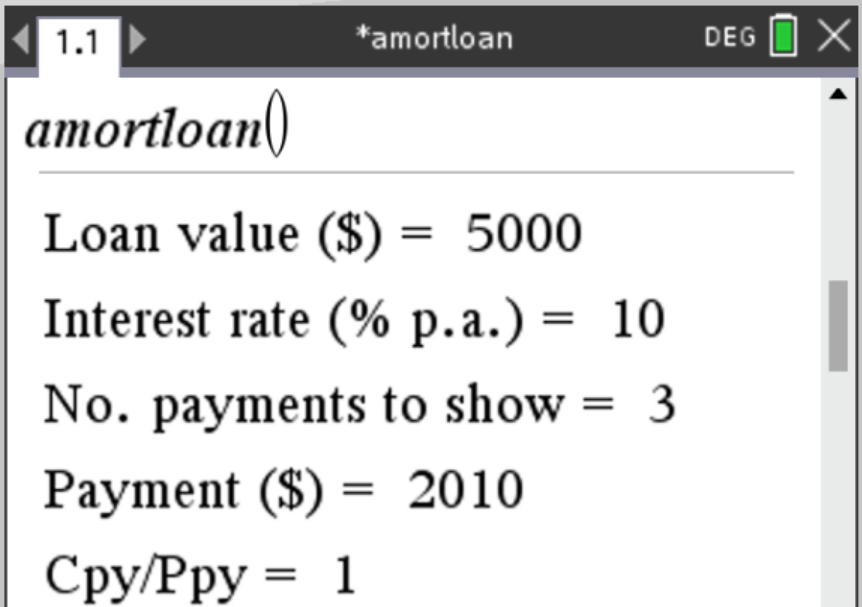 1.1
*amortloan
DEG
amortloan()
Loan value ($) = 5000
Interest rate (% p.a.) = 10
No. payments to show = 3
Payment ($) = 2010
Cpy/Ppy = 1